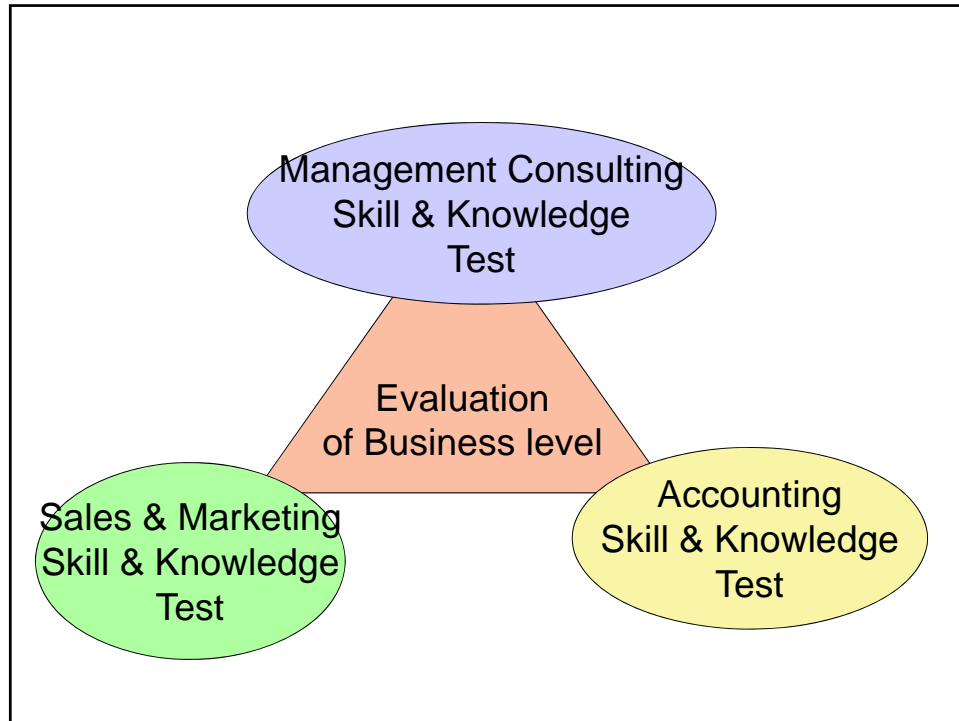 Management Consulting
Skill & Knowledge
Test
Evaluation
of Business level
Sales & Marketing
Skill & Knowledge
Test
Accounting
Skill & Knowledge
Test